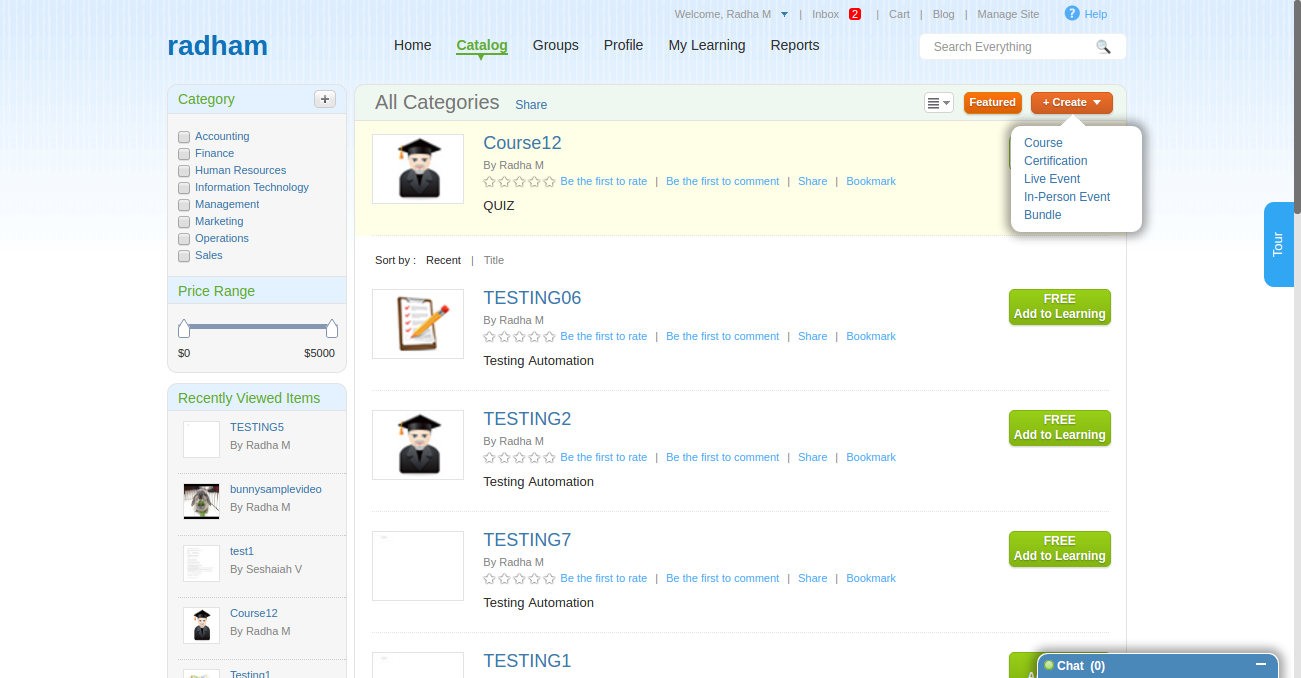 Welcome, Radha M | Inbox 2 | Cart | Blog | Manage Site ? Help
radham
Home Catalog Groups Profile My Learning Reports
Search Everything
Category +
Accounting
Finance
Human Resources
Information Technology
Management
Marketing
Operations
Sales
Price Range
$0 $5000
Recently Viewed Items
TESTING5
By Radha M
bunnysamplevideo
By Radha M
test1
By Seshaiah V
Course12
By Radha M
Testing1
All Categories Share
Featured + Create
Course
Certification
Live Event
In-Person Event
Bundle
Course12
By Radha M
Be the first to rate | Be the first to comment | Share | Bookmark
QUIZ
Sort by : Recent | Title
TESTING06
By Radha M
Be the first to rate | Be the first to comment | Share | Bookmark
Testing Automation
FREE
Add to Learning
TESTING2
By Radha M
Be the first to rate | Be the first to comment | Share | Bookmark
Testing Automation
FREE
Add to Learning
TESTING7
By Radha M
Be the first to rate | Be the first to comment | Share | Bookmark
Testing Automation
FREE
Add to Learning
TESTING1
Tour
Chat (0)